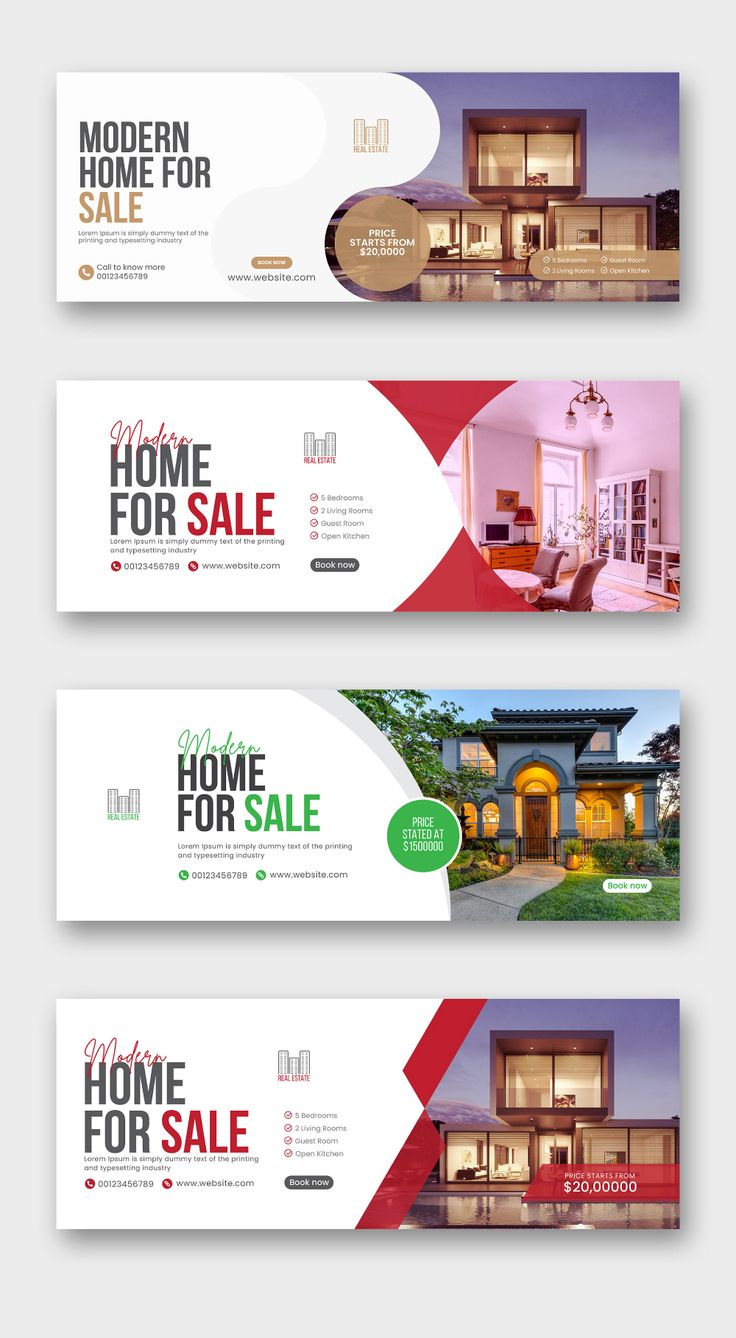 MODERN
HOME FOR
SALE
Lorem Ipsum is simply dummy text of the
printing and typesetting industry
Call to know more
00123456789
BOOK NOW
www.website.com
REAL ESTATE
PRICE
STARTS FROM
$20,0000
5 Bedrooms
Guest Room
2 Living Rooms
Open Kitchen
Modern
HOME
FOR SALE
Lorem Ipsum is simply dummy text of the printing
and typesetting industry
00123456789
www.website.com
REAL ESTATE
5 Bedrooms
2 Living Rooms
Guest Room
Open Kitchen
Book now
REAL ESTATE
Modern
HOME
FOR SALE
Lorem Ipsum is simply dummy text of the printing
and typesetting industry
00123456789
www.website.com
PRICE
STATED AT
$1500000
Book now
Modern
HOME
FOR SALE
Lorem Ipsum is simply dummy text of the printing
and typesetting industry
00123456789
www.website.com
REAL ESTATE
5 Bedrooms
2 Living Rooms
Guest Room
Open Kitchen
Book now
PRICE STARTS FROM
$20,00000